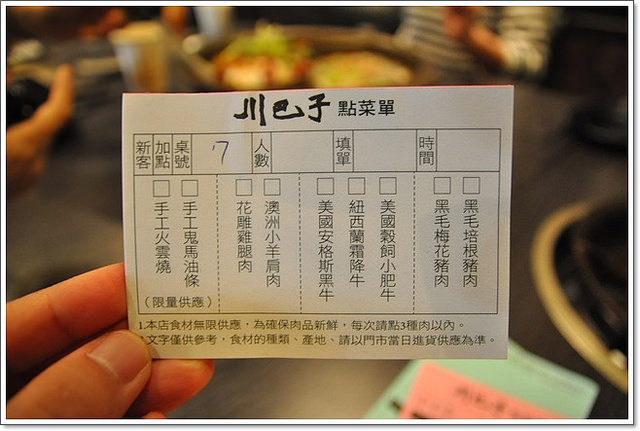 川巴子 點菜單
新客 加點 桌號 7 人數 填單 時間
黑毛培根豬肉
黑毛梅花豬肉
美國穀飼小肥牛
紐西蘭霜降牛
美國安格斯黑牛
澳洲小羊肩肉
花雕雞腿肉
手工鬼馬油條
手工火雲燒
(限量供應)
1.本店食材無限供應，為確保肉品新鮮，每次請點3種肉以內。
文字僅供參考，食材的種類、產地、請以門市當日進貨供應為準。
川巴子